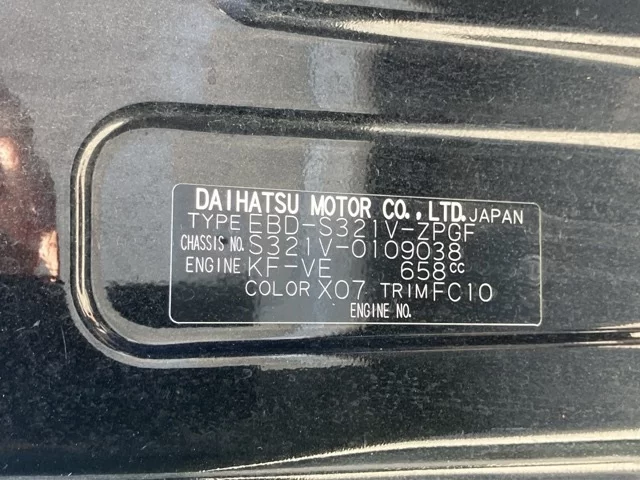 DAIHATSU MOTOR CO., LTD. JAPAN
TYPE EBD-S321V-ZPGF
CHASSIS NO. S321V-0109038
ENGINE KF-VE 658cc
COLOR X07 TRIM FC10
ENGINE NO.